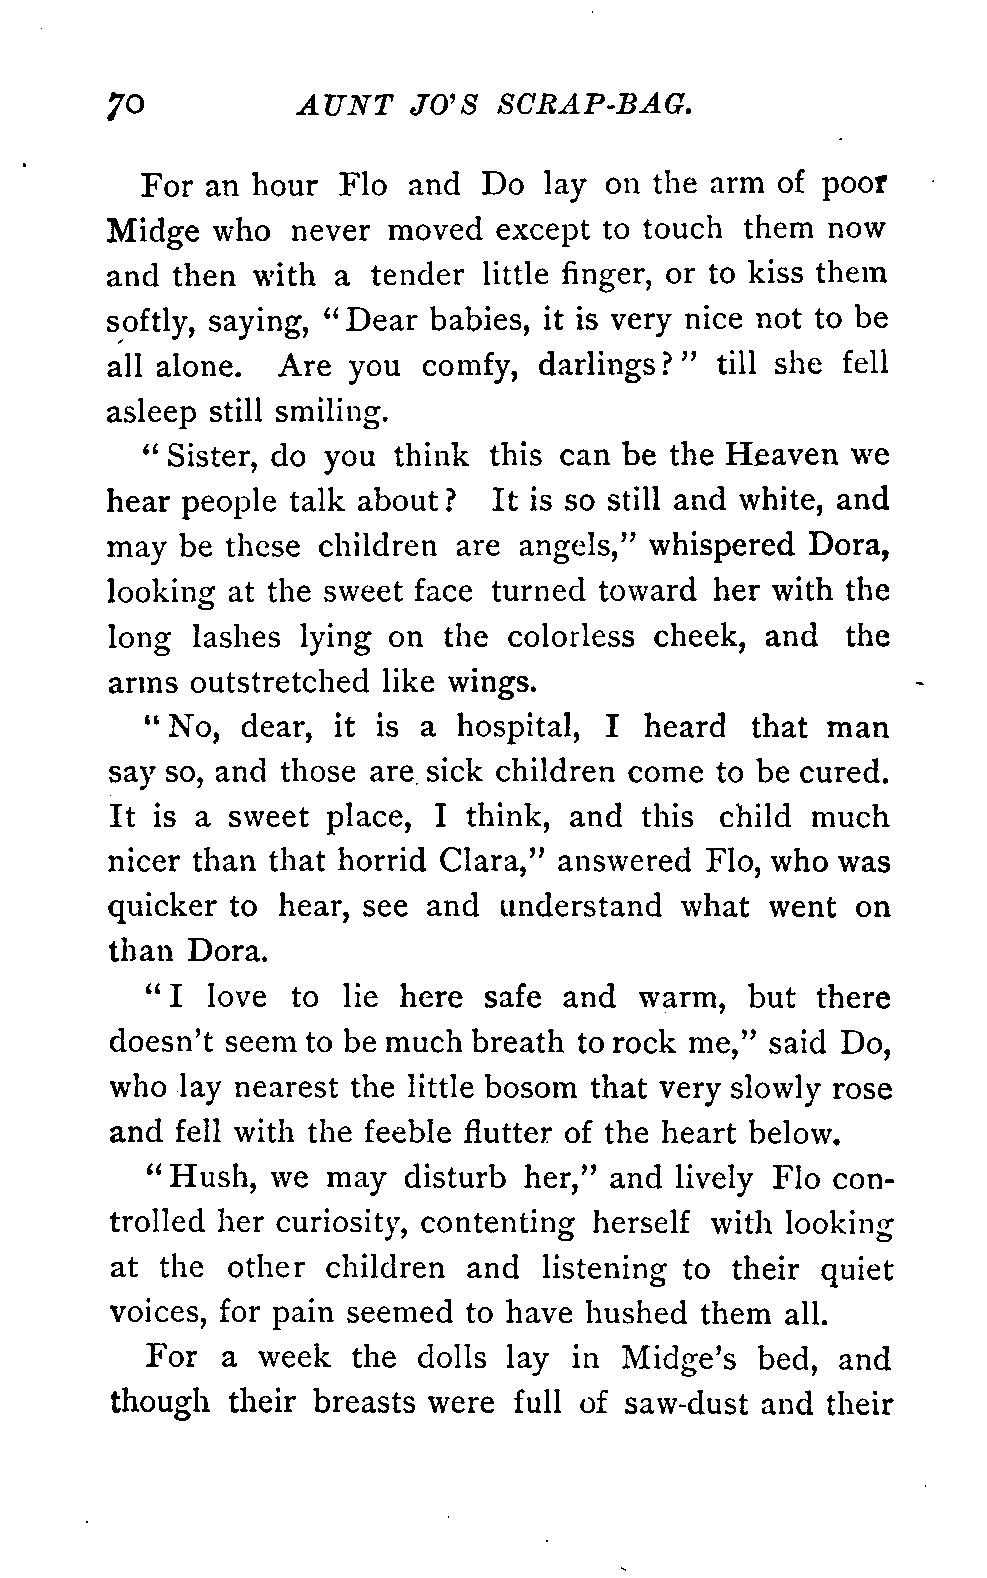 70 AUNT JO'S SCRAP-BAG.
For an hour Flo and Do lay on the arm of poor
Midge who never moved except to touch them now
and then with a tender little finger, or to kiss them
softly, saying, "Dear babies, it is very nice not to be
all alone. Are you comfy, darlings?" till she fell
asleep still smiling.
"Sister, do you think this can be the Heaven we
hear people talk about? It is so still and white, and
may be these children are angels," whispered Dora,
looking at the sweet face turned toward her with the
long lashes lying on the colorless cheek, and the
arms outstretched like wings.
"No, dear, it is a hospital, I heard that man
say so, and those are sick children come to be cured.
It is a sweet place, I think, and this child much
nicer than that horrid Clara," answered Flo, who was
quicker to hear, see and understand what went on
than Dora.
"I love to lie here safe and warm, but there
doesn't seem to be much breath to rock me," said Do,
who lay nearest the little bosom that very slowly rose
and fell with the feeble flutter of the heart below.
"Hush, we may disturb her," and lively Flo con-
trolled her curiosity, contenting herself with looking
at the other children and listening to their quiet
voices, for pain seemed to have hushed them all.
For a week the dolls lay in Midge's bed, and
though their breasts were full of saw-dust and their